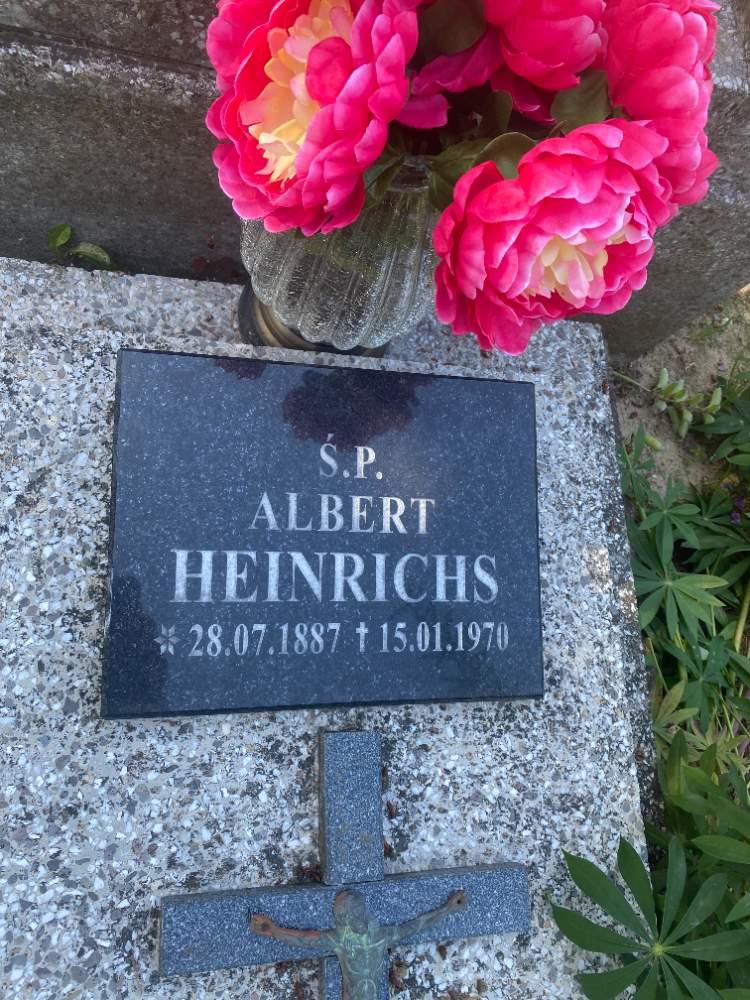 Ś.P.
ALBERT
HEINRICHS
* 28.07.1887 † 15.01.1970